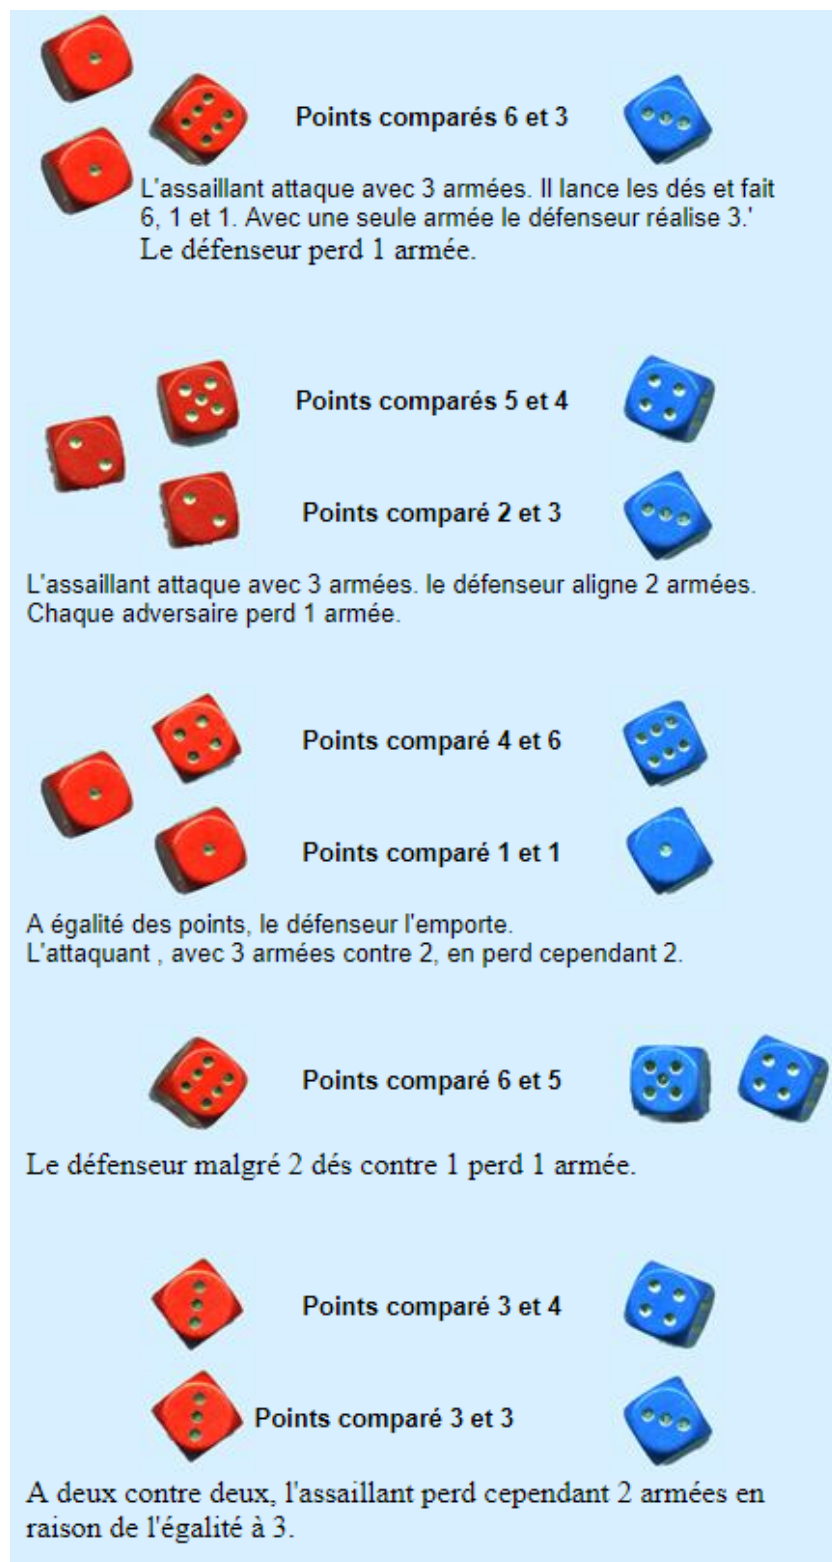 Points comparés 6 et 3
L'assaillant attaque avec 3 armées. Il lance les dés et fait
6, 1 et 1. Avec une seule armée le défenseur réalise 3.'
Le défenseur perd 1 armée.
Points comparés 5 et 4
Points comparé 2 et 3
L'assaillant attaque avec 3 armées. le défenseur aligne 2 armées.
Chaque adversaire perd 1 armée.
Points comparé 4 et 6
Points comparé 1 et 1
A égalité des points, le défenseur l'emporte.
L'attaquant , avec 3 armées contre 2, en perd cependant 2.
Points comparé 6 et 5
Le défenseur malgré 2 dés contre 1 perd 1 armée.
Points comparé 3 et 4
Points comparé 3 et 3
A deux contre deux, l'assaillant perd cependant 2 armées en
raison de l'égalité à 3.